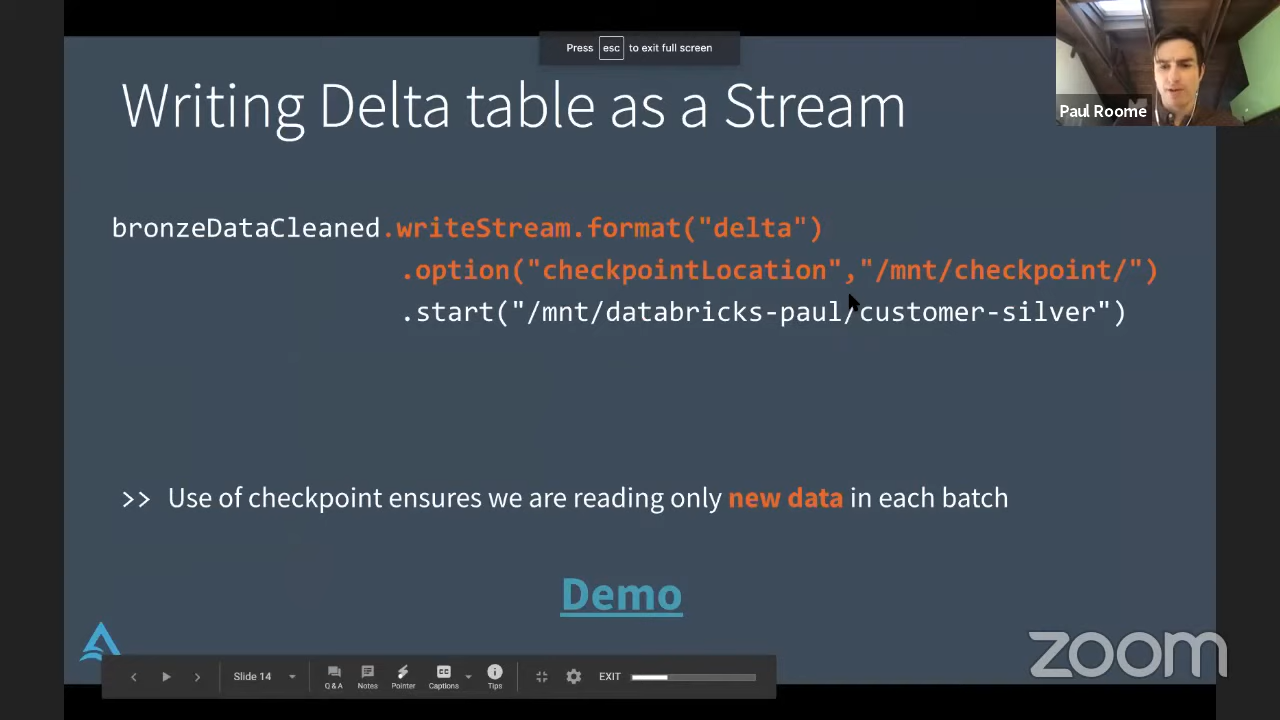 Press esc to exit full screen
Paul Roome
Writing Delta table as a Stream
bronzeDataCleaned.writeStream.format("delta")
.option("checkpointLocation","/mnt/checkpoint/")
.start("/mnt/databricks-paul/customer-silver")
>> Use of checkpoint ensures we are reading only new data in each batch
Demo
zoom
Slide 14 Q & A Notes Pointer Captions Tips EXIT